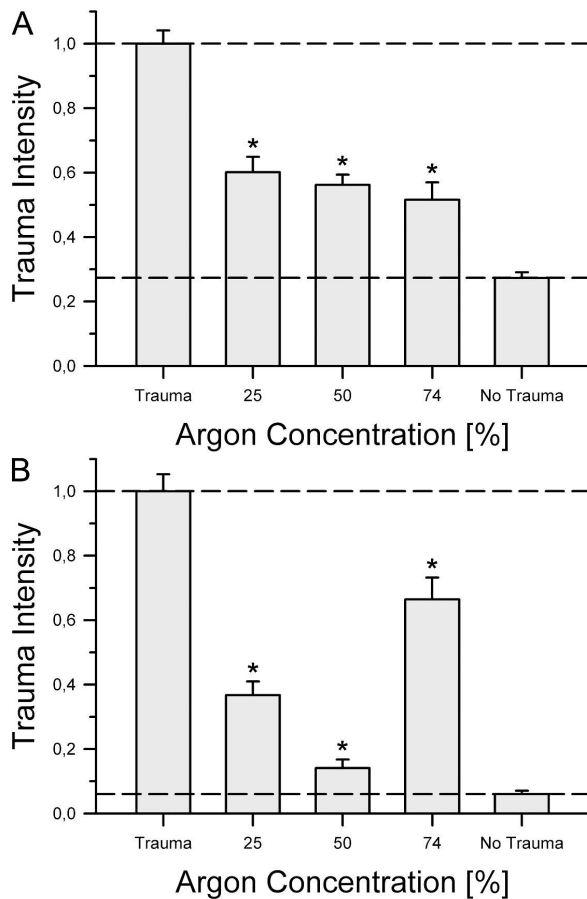 A
Trauma Intensity
1,0
0,8
0,6
0,4
0,2
0,0
*
*
*
Trauma 25 50 74 No Trauma
Argon Concentration [%]
B
Trauma Intensity
1,0
0,8
0,6
0,4
0,2
0,0
*
*
*
Trauma 25 50 74 No Trauma
Argon Concentration [%]